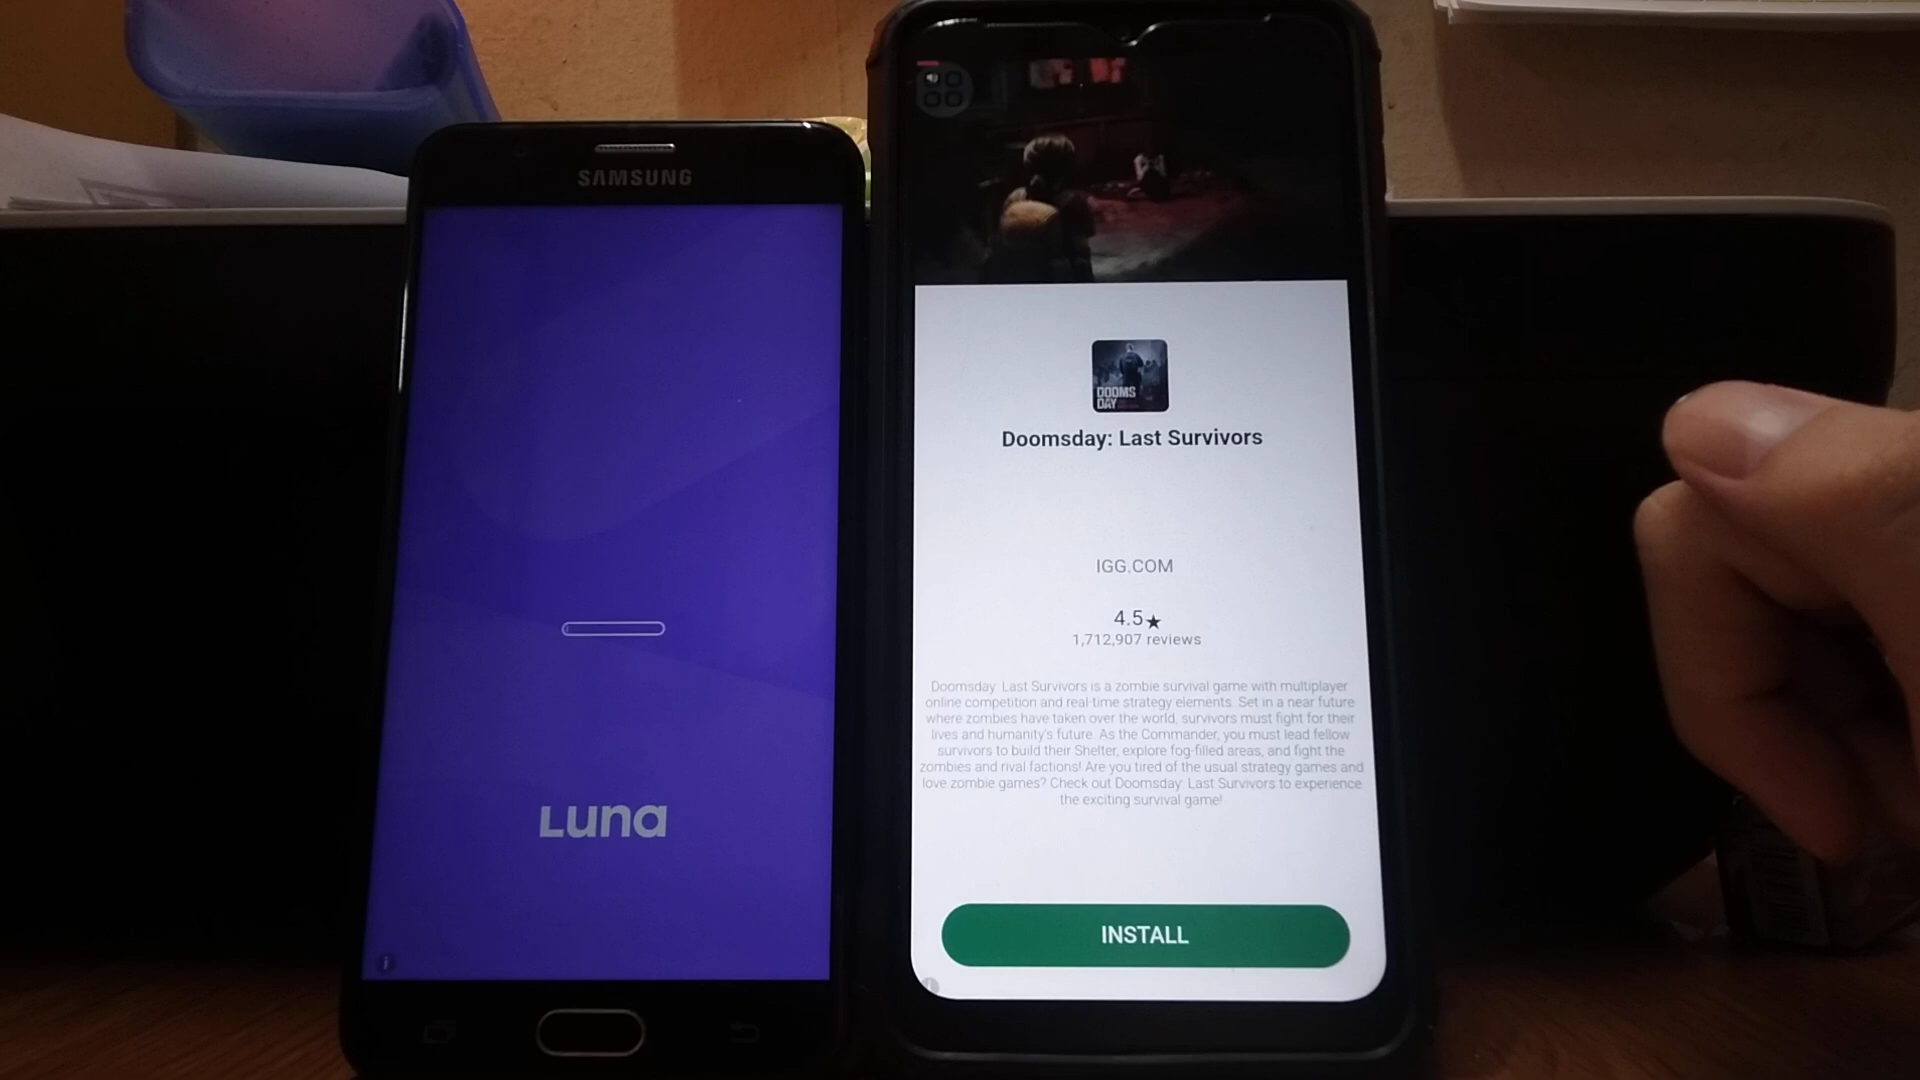 SAMSUNG
Luna
DOOMS
DAY
Doomsday: Last Survivors
IGG.COM
4.5★
1,712,907 reviews
Doomsday: Last Survivors is a zombie survival game with multiplayer
online competition and real-time strategy elements. Set in a near future
where zombies have taken over the world, survivors must fight for their
lives and humanity's future. As the Commander, you must lead fellow
survivors to build their Shelter, explore fog-filled areas, and fight the
zombies and rival factions! Are you tired of the usual strategy games and
love zombie games? Check out Doomsday: Last Survivors to experience
the exciting survival game!
INSTALL